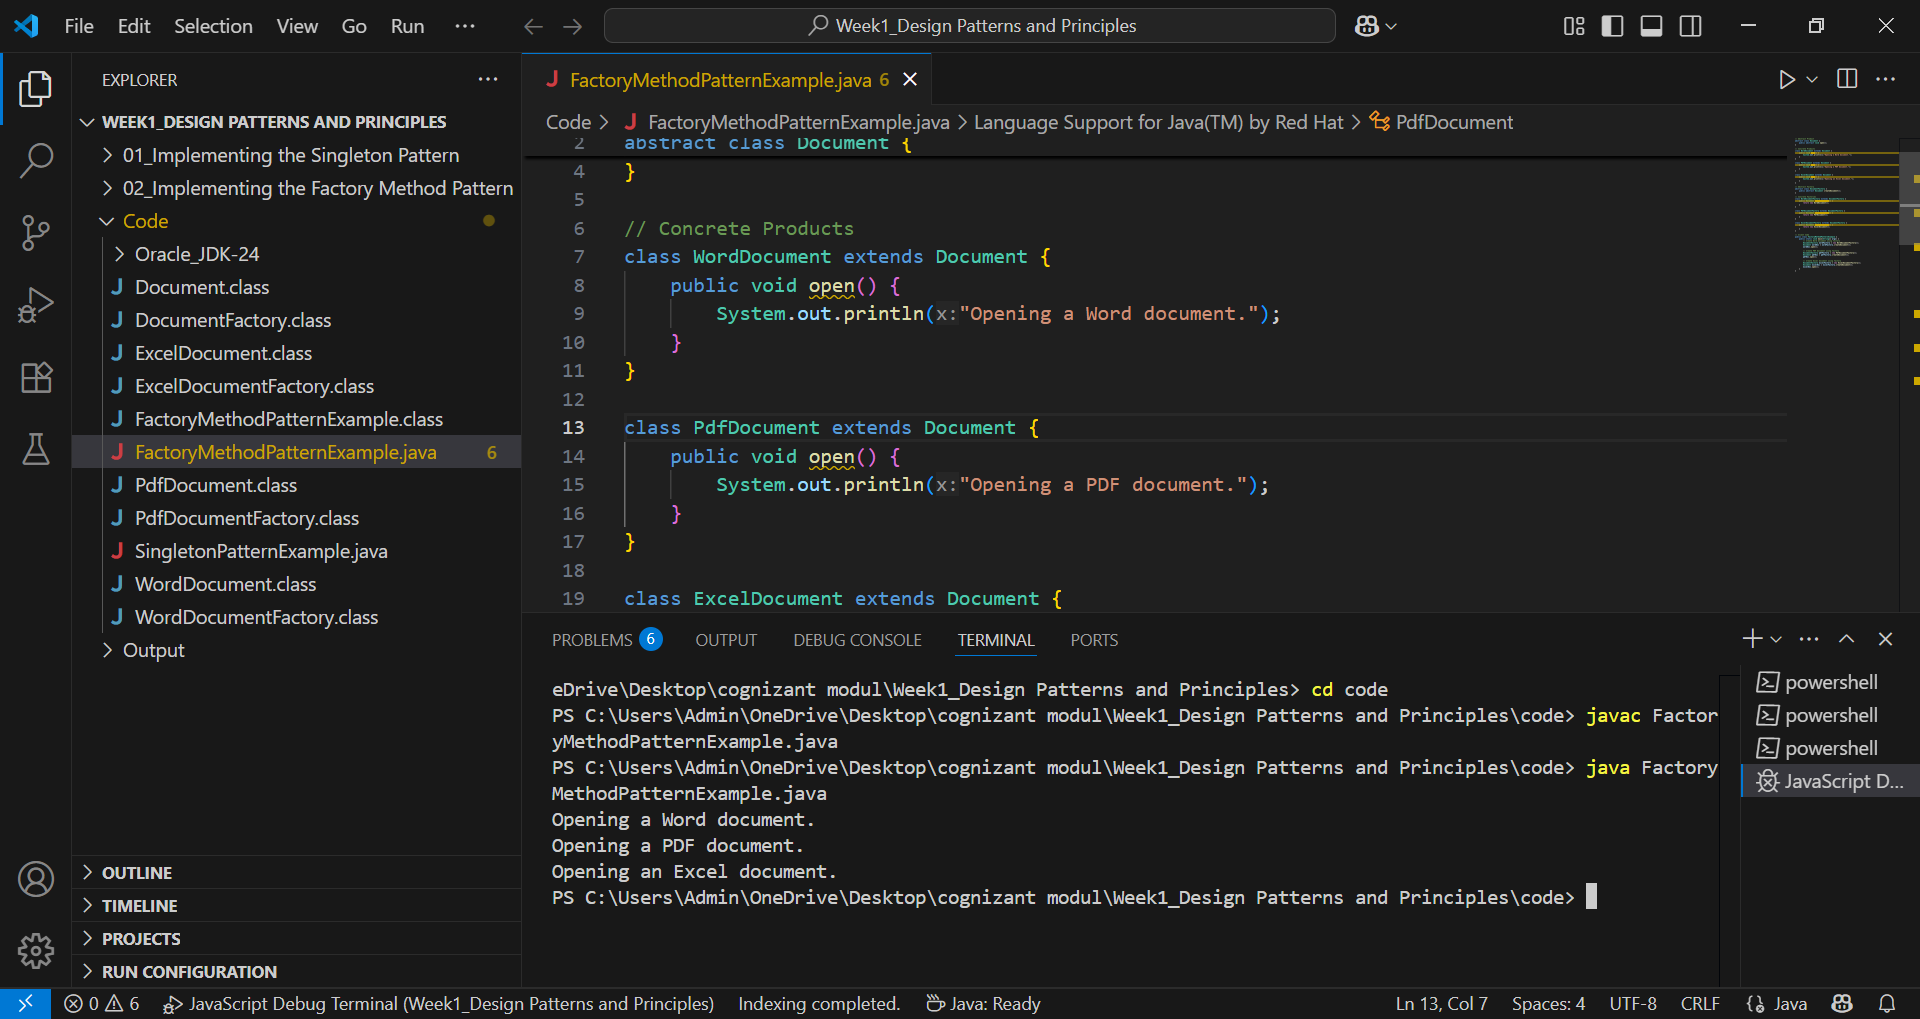 File Edit Selection View Go Run ···
Week1_Design Patterns and Principles
EXPLORER
WEEK1_DESIGN PATTERNS AND PRINCIPLES
01_Implementing the Singleton Pattern
02_Implementing the Factory Method Pattern
Code
Oracle_JDK-24
Document.class
DocumentFactory.class
ExcelDocument.class
ExcelDocumentFactory.class
FactoryMethodPatternExample.class
FactoryMethodPatternExample.java 6
PdfDocument.class
PdfDocumentFactory.class
SingletonPatternExample.java
WordDocument.class
WordDocumentFactory.class
Output
OUTLINE
TIMELINE
PROJECTS
RUN CONFIGURATION
FactoryMethodPatternExample.java 6
Code > FactoryMethodPatternExample.java > Language Support for Java(TM) by Red Hat > PdfDocument
2 abstract class Document {
4 }
5
6 // Concrete Products
7 class WordDocument extends Document {
8 public void open() {
9 System.out.println(x:"Opening a Word document.");
10 }
11 }
12
13 class PdfDocument extends Document {
14 public void open() {
15 System.out.println(x:"Opening a PDF document.");
16 }
17 }
18
19 class ExcelDocument extends Document {
PROBLEMS 6 OUTPUT DEBUG CONSOLE TERMINAL PORTS
eDrive\Desktop\cognizant modul\Week1_Design Patterns and Principles> cd code
PS C:\Users\Admin\OneDrive\Desktop\cognizant modul\Week1_Design Patterns and Principles\code> javac Factor
yMethodPatternExample.java
PS C:\Users\Admin\OneDrive\Desktop\cognizant modul\Week1_Design Patterns and Principles\code> java Factory
MethodPatternExample.java
Opening a Word document.
Opening a PDF document.
Opening an Excel document.
PS C:\Users\Admin\OneDrive\Desktop\cognizant modul\Week1_Design Patterns and Principles\code>
powershell
powershell
powershell
JavaScript D...
0 6 JavaScript Debug Terminal (Week1_Design Patterns and Principles) Indexing completed. Java: Ready Ln 13, Col 7 Spaces: 4 UTF-8 CRLF Java